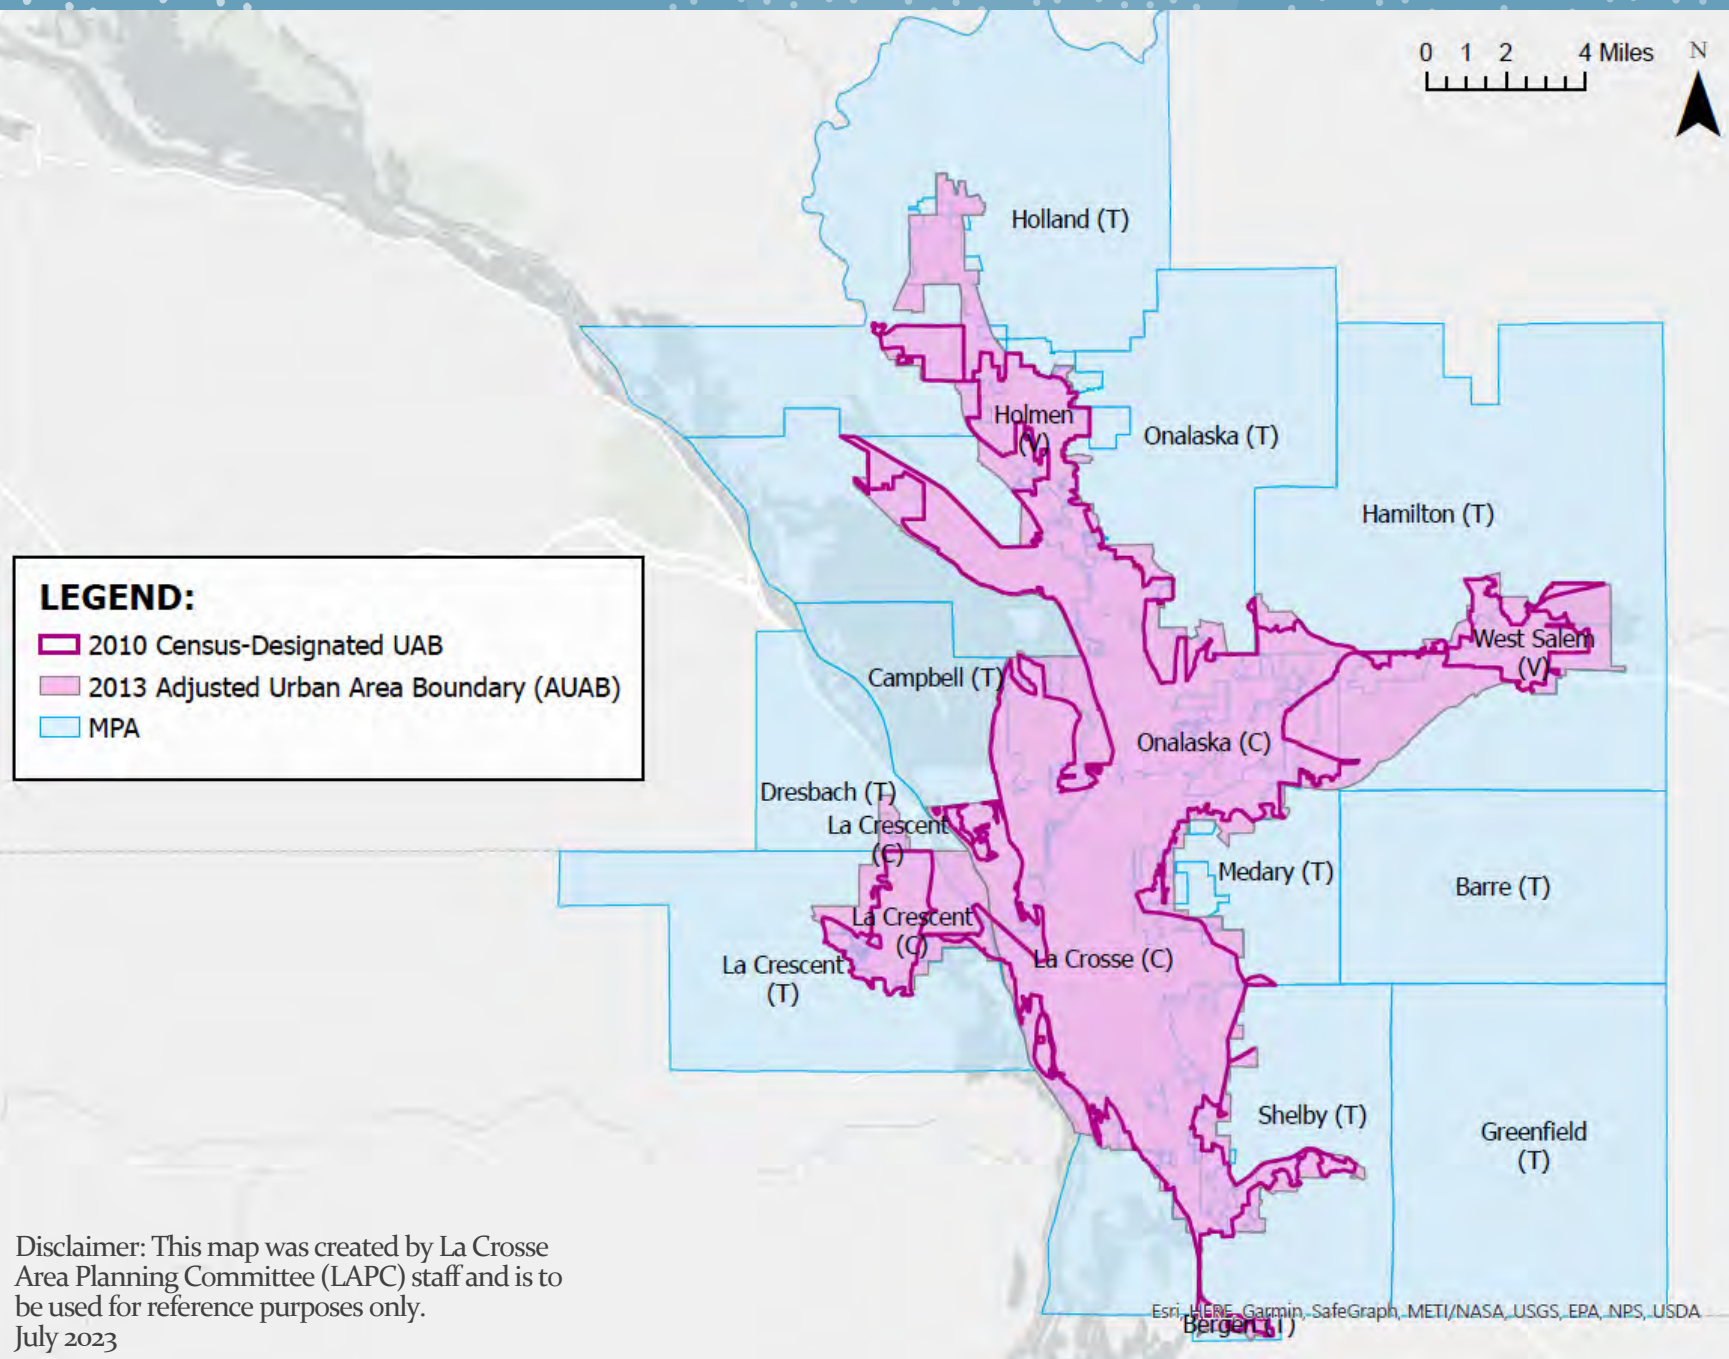 0 1 2 4 Miles N
Holland (T)
Holmen
(V)
Onalaska (T)
Hamilton (T)
LEGEND:
2010 Census-Designated UAB
2013 Adjusted Urban Area Boundary (AUAB)
MPA
West Salem
(V)
Campbell (T)
Onalaska (C)
Dresbach (T)
La Crescent
(C)
Medary (T)
Barre (T)
La Crescent
(C)
La Crosse (C)
La Crescent
(T)
Shelby (T)
Greenfield
(T)
Disclaimer: This map was created by La Crosse
Area Planning Committee (LAPC) staff and is to
be used for reference purposes only.
July 2023
Esri, HERE, Garmin, SafeGraph, METI/NASA, USGS, EPA, NPS, USDA
Bergen (T)